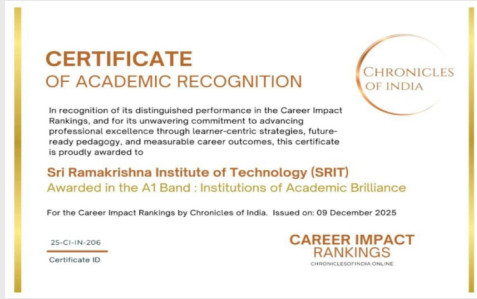 CERTIFICATE
OF ACADEMIC RECOGNITION
CHRONICLES
OF INDIA
In recognition of its distinguished performance in the Career Impact
Rankings, and for its unwavering commitment to advancing
professional excellence through learner-centric strategies, future-
ready pedagogy, and measurable career outcomes, this certificate
is proudly awarded to
Sri Ramakrishna Institute of Technology (SRIT)
Awarded in the A1 Band : Institutions of Academic Brilliance
For the Career Impact Rankings by Chronicles of India. Issued on: 09 December 2025
25-CI-IN-206
Certificate ID
CAREER IMPACT
RANKINGS
CHRONICLESOFINDIA.ONLINE